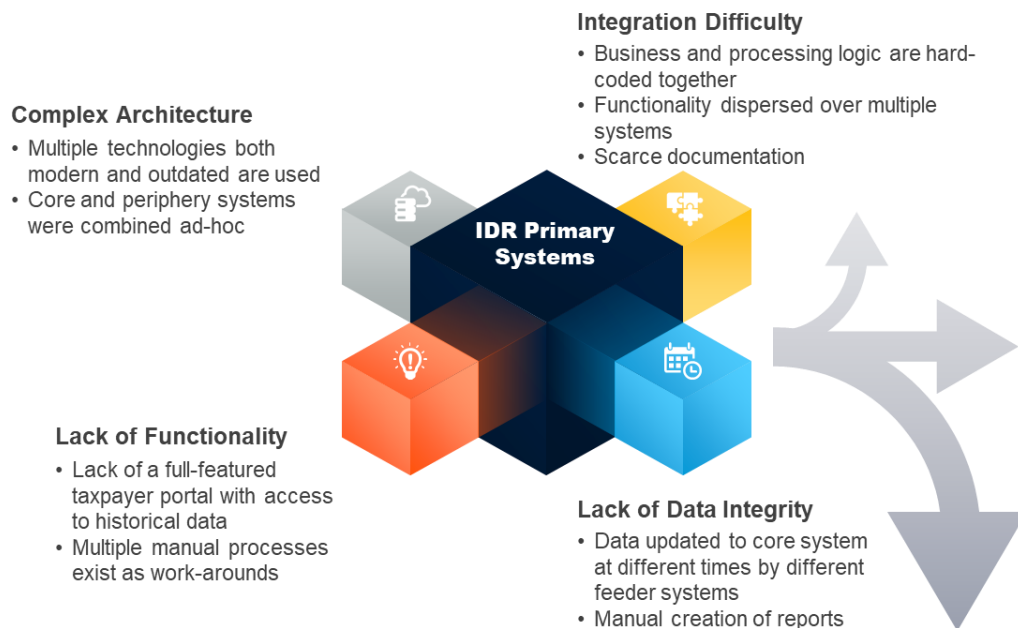 Integration Difficulty
• Business and processing logic are hard-
coded together
• Functionality dispersed over multiple
systems
• Scarce documentation
Complex Architecture
• Multiple technologies both
modern and outdated are used
• Core and periphery systems
were combined ad-hoc
IDR Primary
Systems
Lack of Functionality
• Lack of a full-featured
taxpayer portal with access
to historical data
• Multiple manual processes
exist as work-arounds
Lack of Data Integrity
• Data updated to core system
at different times by different
feeder systems
• Manual creation of reports